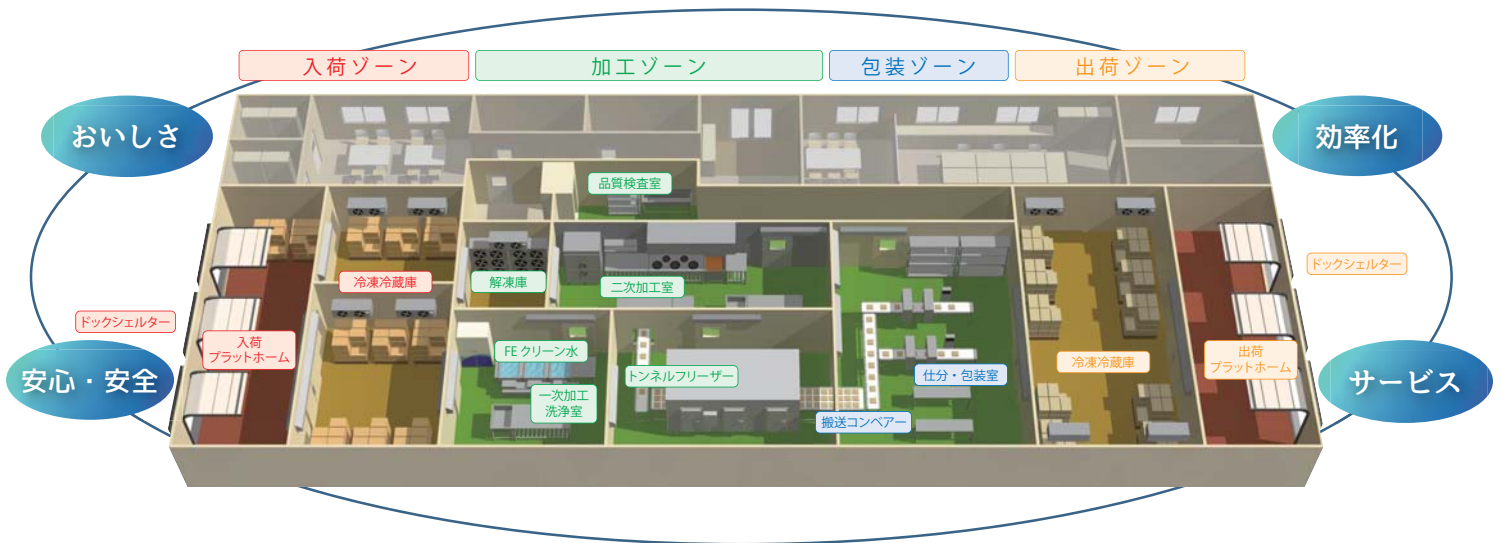 入荷ゾーン
加工ゾーン
包装ゾーン
出荷ゾーン
おいしさ
効率化
品質検査室
冷凍冷蔵庫
解凍庫
二次加工室
ドックシェルター
ドックシェルター
入荷
プラットホーム
FE クリーン水
トンネルフリーザー
一次加工
洗浄室
仕分・包装室
搬送コンベアー
冷凍冷蔵庫
出荷
プラットホーム
安心・安全
サービス